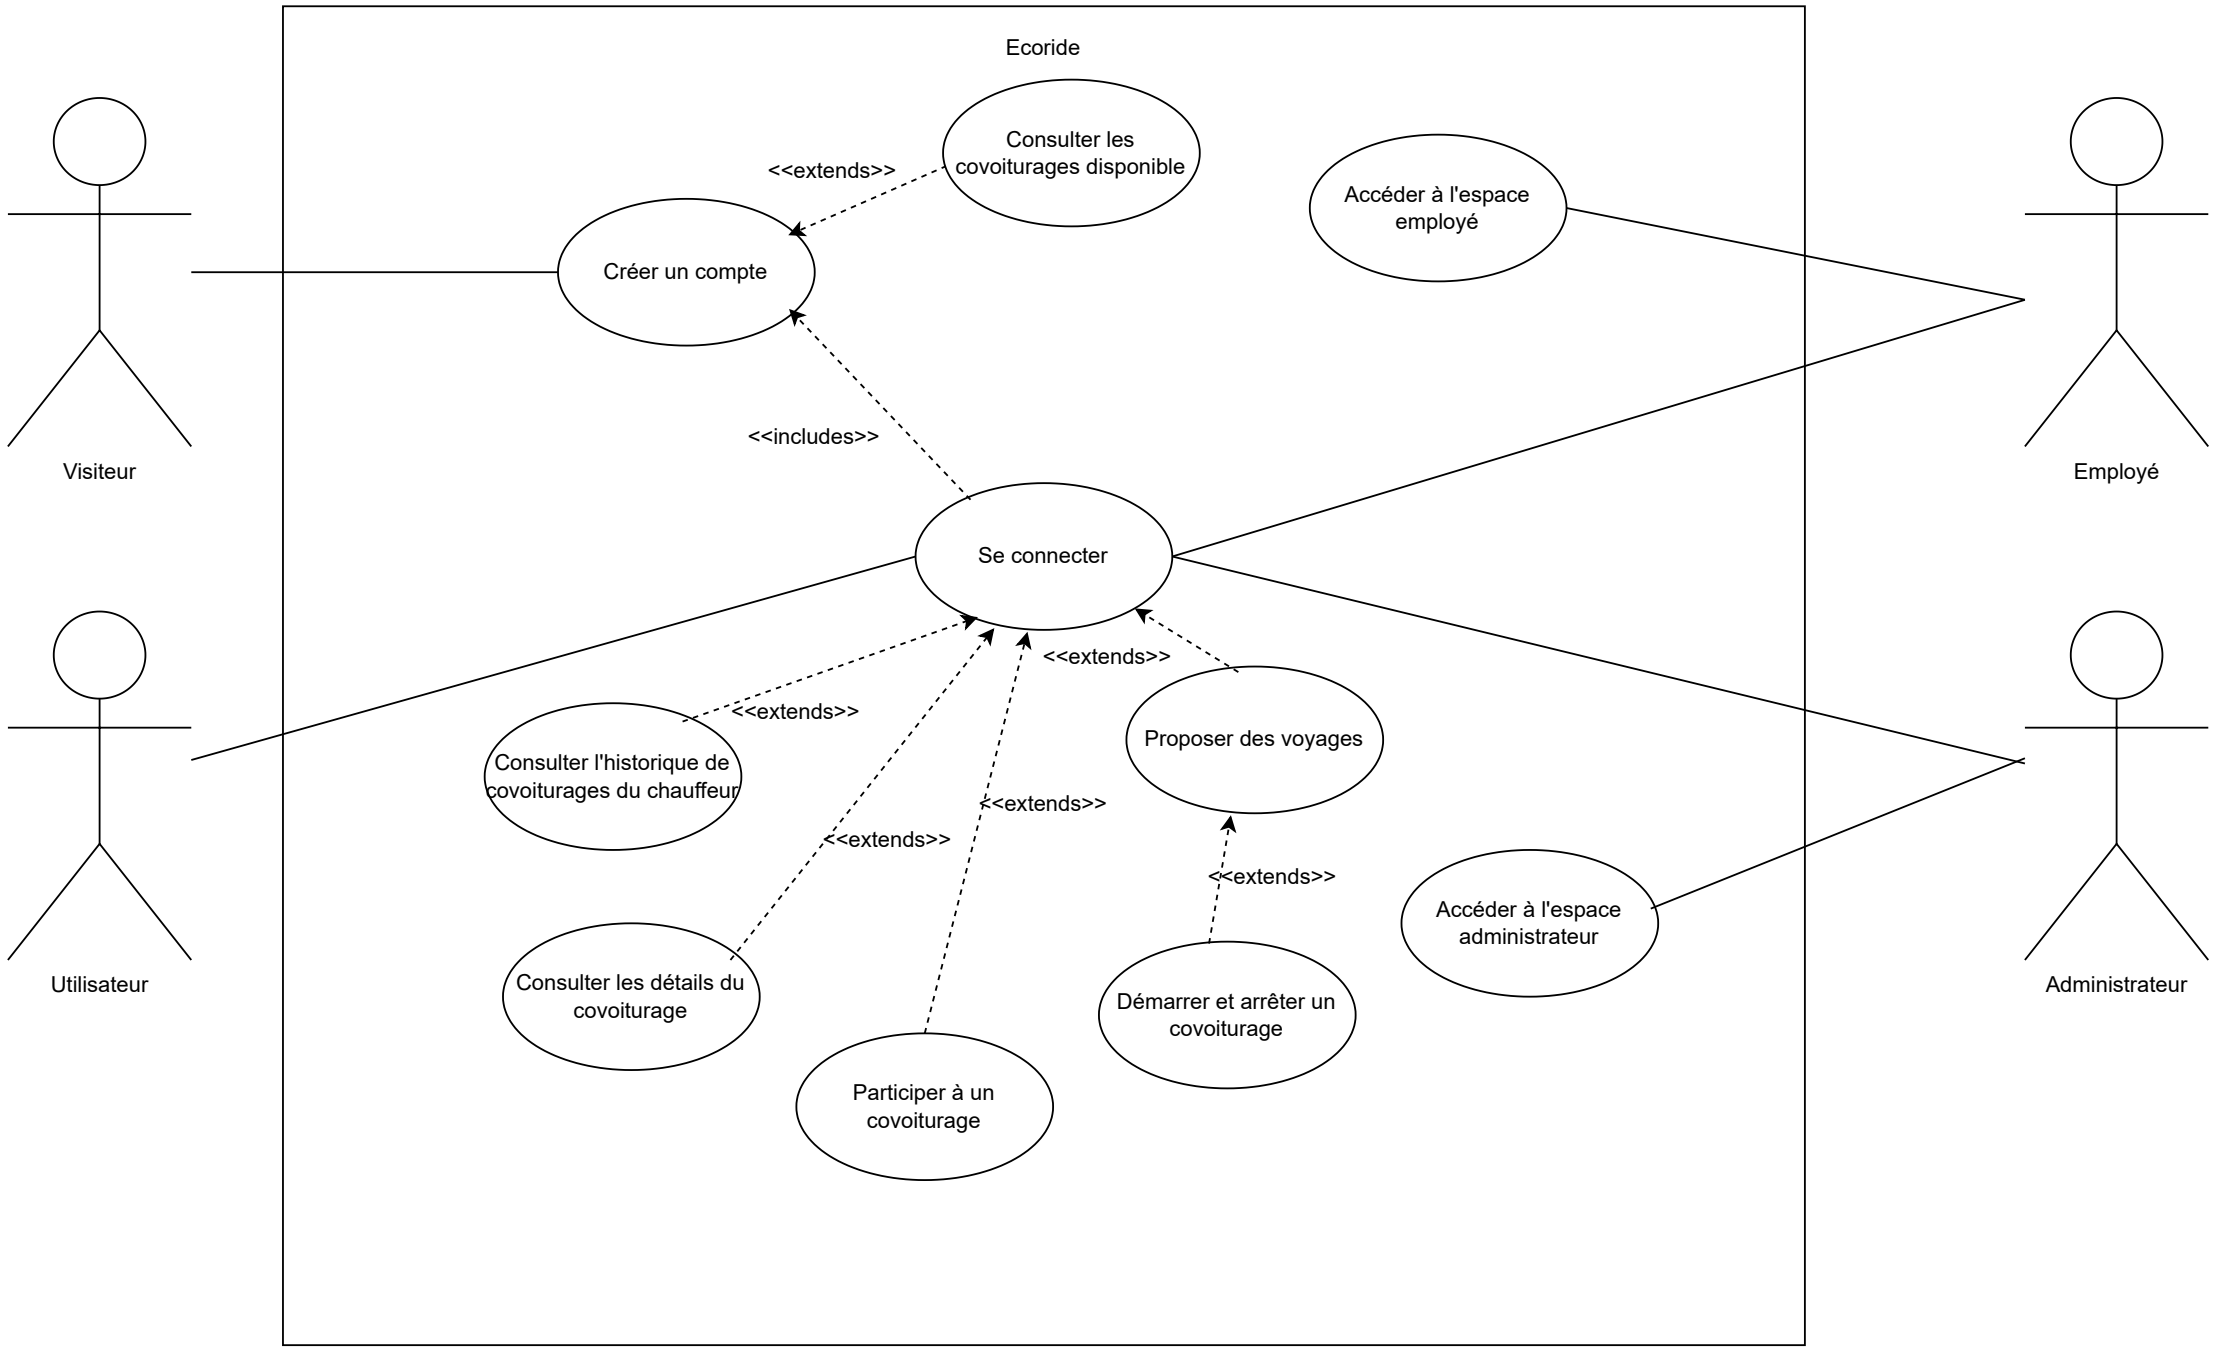 Ecoride
Consulter les
covoiturages disponible
<<extends>>
Accéder à l'espace
employé
Créer un compte
<<includes>>
Visiteur
Employé
Se connecter
<<extends>>
<<extends>>
Proposer des voyages
Consulter l'historique de
covoiturages du chauffeur
<<extends>>
<<extends>>
<<extends>>
Accéder à l'espace
administrateur
Consulter les détails du
covoiturage
Démarrer et arrêter un
covoiturage
Utilisateur
Administrateur
Participer à un
covoiturage